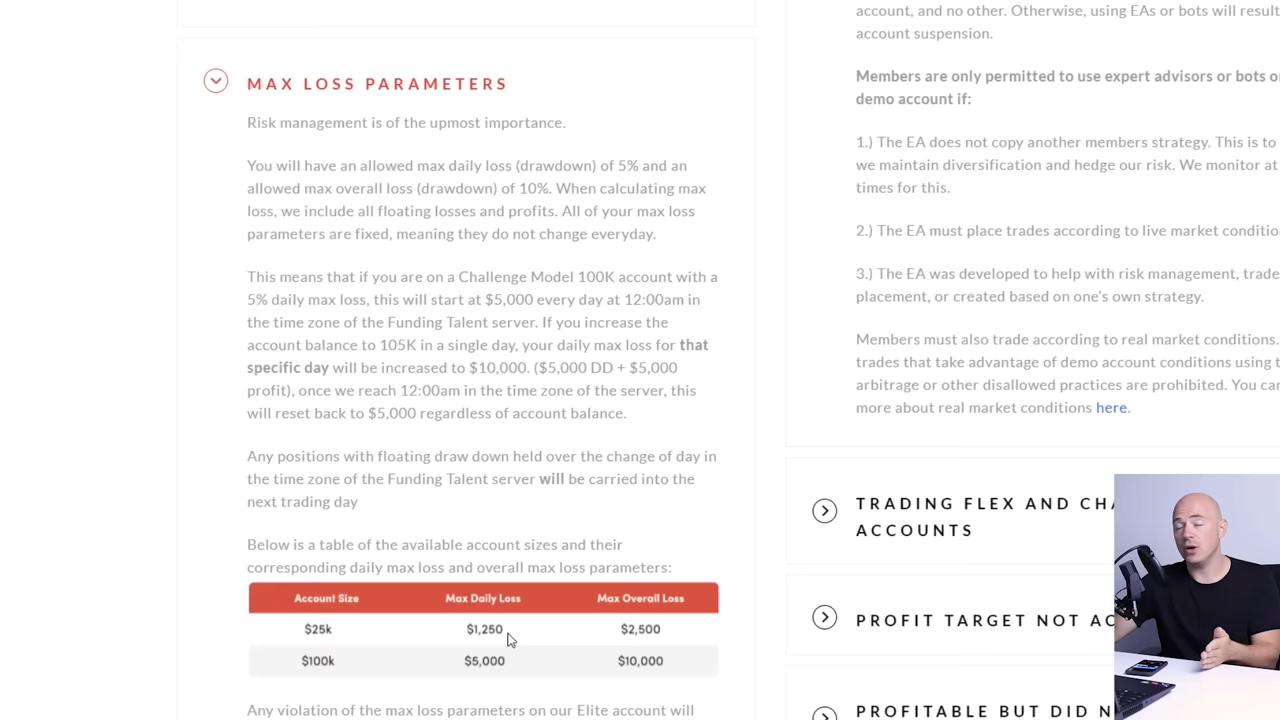 MAX LOSS PARAMETERS
Risk management is of the upmost importance.
You will have an allowed max daily loss (drawdown) of 5% and an
allowed max overall loss (drawdown) of 10%. When calculating max
loss, we include all floating losses and profits. All of your max loss
parameters are fixed, meaning they do not change everyday.
This means that if you are on a Challenge Model 100K account with a
5% daily max loss, this will start at $5,000 every day at 12:00am in
the time zone of the Funding Talent server. If you increase the
account balance to 105K in a single day, your daily max loss for that
specific day will be increased to $10,000. ($5,000 DD + $5,000
profit), once we reach 12:00am in the time zone of the server, this
will reset back to $5,000 regardless of account balance.
Any positions with floating draw down held over the change of day in
the time zone of the Funding Talent server will be carried into the
next trading day
Below is a table of the available account sizes and their
corresponding daily max loss and overall max loss parameters:
Account Size Max Daily Loss Max Overall Loss
$25k $1,250 $2,500
$100k $5,000 $10,000
Any violation of the max loss parameters on our Elite account will
account, and no other. Otherwise, using EAs or bots will result
account suspension.
Members are only permitted to use expert advisors or bots
demo account if:
1.) The EA does not copy another members strategy. This is to
we maintain diversification and hedge our risk. We monitor at
times for this.
2.) The EA must place trades according to live market
3.) The EA was developed to help with risk management, trade
placement, or created based on one's own strategy.
Members must also trade according to real market conditions.
trades that take advantage of demo account conditions using
arbitrage or other disallowed practices are prohibited. You
more about real market conditions here.
TRADING FLEX AND
ACCOUNTS
PROFIT TARGET NOT
PROFITABLE BUT DID